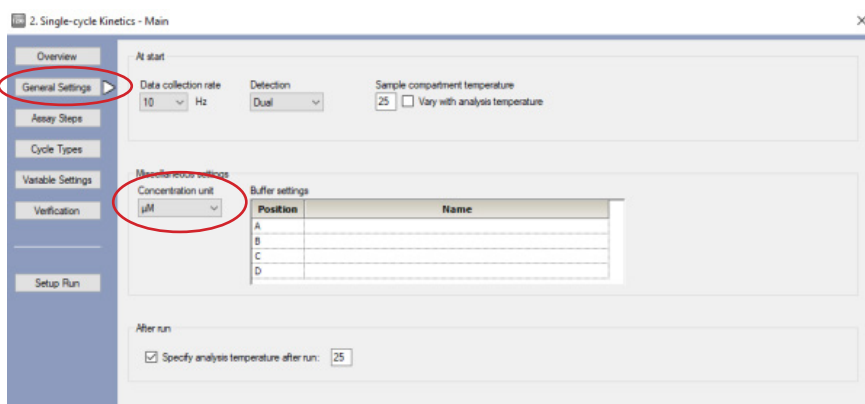 2. Single-cycle Kinetics - Main
Overview
General Settings
Assay Steps
Cycle Types
Variable Settings
Verification
Setup Run
At start
Data collection rate
10 Hz
Detection
Dual
Sample compartment temperature
25 Vary with analysis temperature
Miscellaneous settings
Concentration unit
µM
Buffer settings
Position Name
A
B
C
D
After run
Specify analysis temperature after run: 25